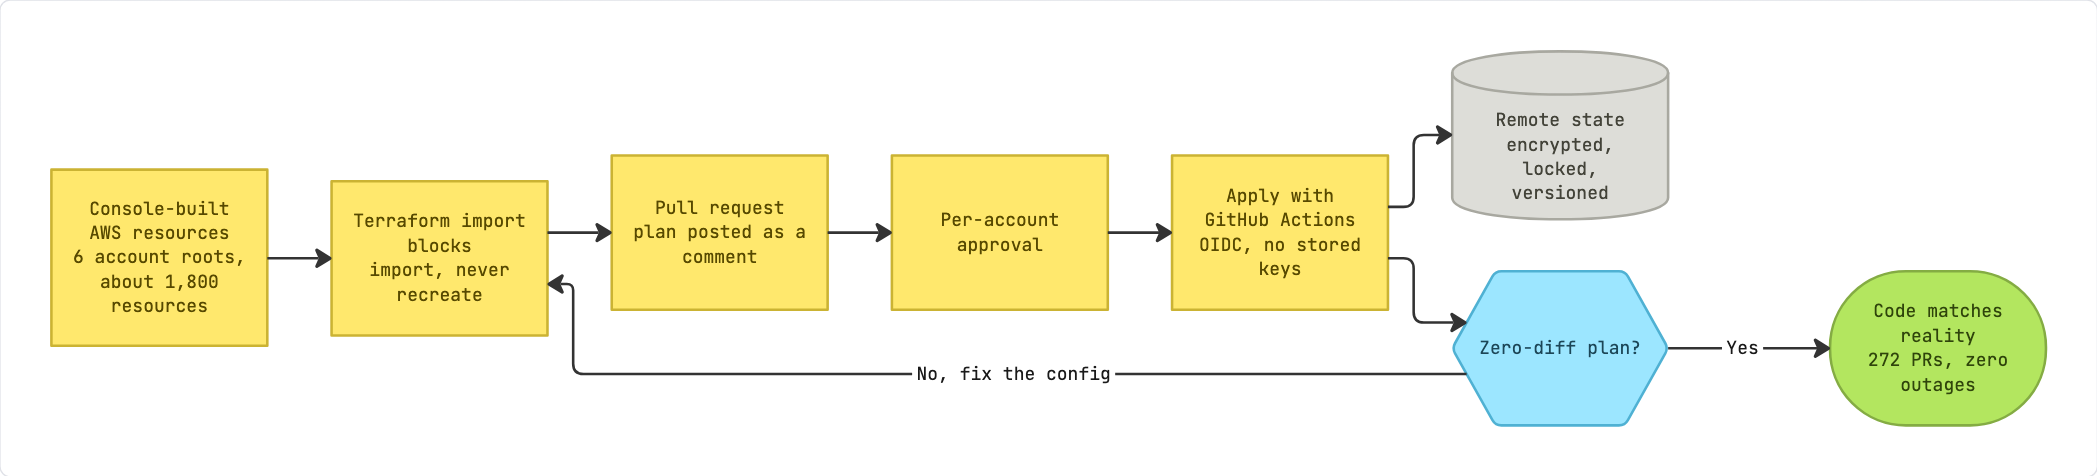 Console-built
AWS resources
6 account roots,
about 1,800
resources
Terraform import
blocks
import, never
recreate
Pull request
plan posted as a
comment
Per-account
approval
Apply with
GitHub Actions
OIDC, no stored
keys
Remote state
encrypted,
locked,
versioned
Zero-diff plan?
Yes
No, fix the config
Code matches
reality
272 PRs, zero
outages